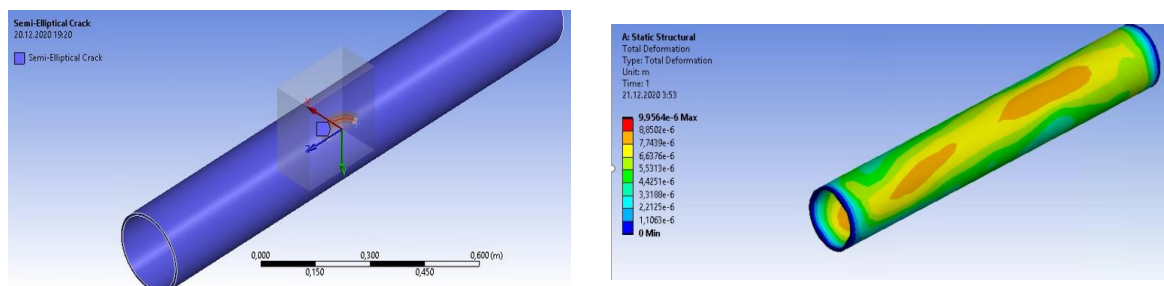 Semi-Elliptical Crack
20.12.2020 19:20
Semi-Elliptical Crack
X
Z
0,000
0,300
0,600 (m)
0,150
0,450
A: Static Structural
Total Deformation
Type: Total Deformation
Unit: m
Time: 1
21.12.2020 3:53
9,9564e-6 Max
8,8502e-6
7,7439e-6
6,6376e-6
5,5313e-6
4,4251e-6
3,3188e-6
2,2125e-6
1,1063e-6
0 Min